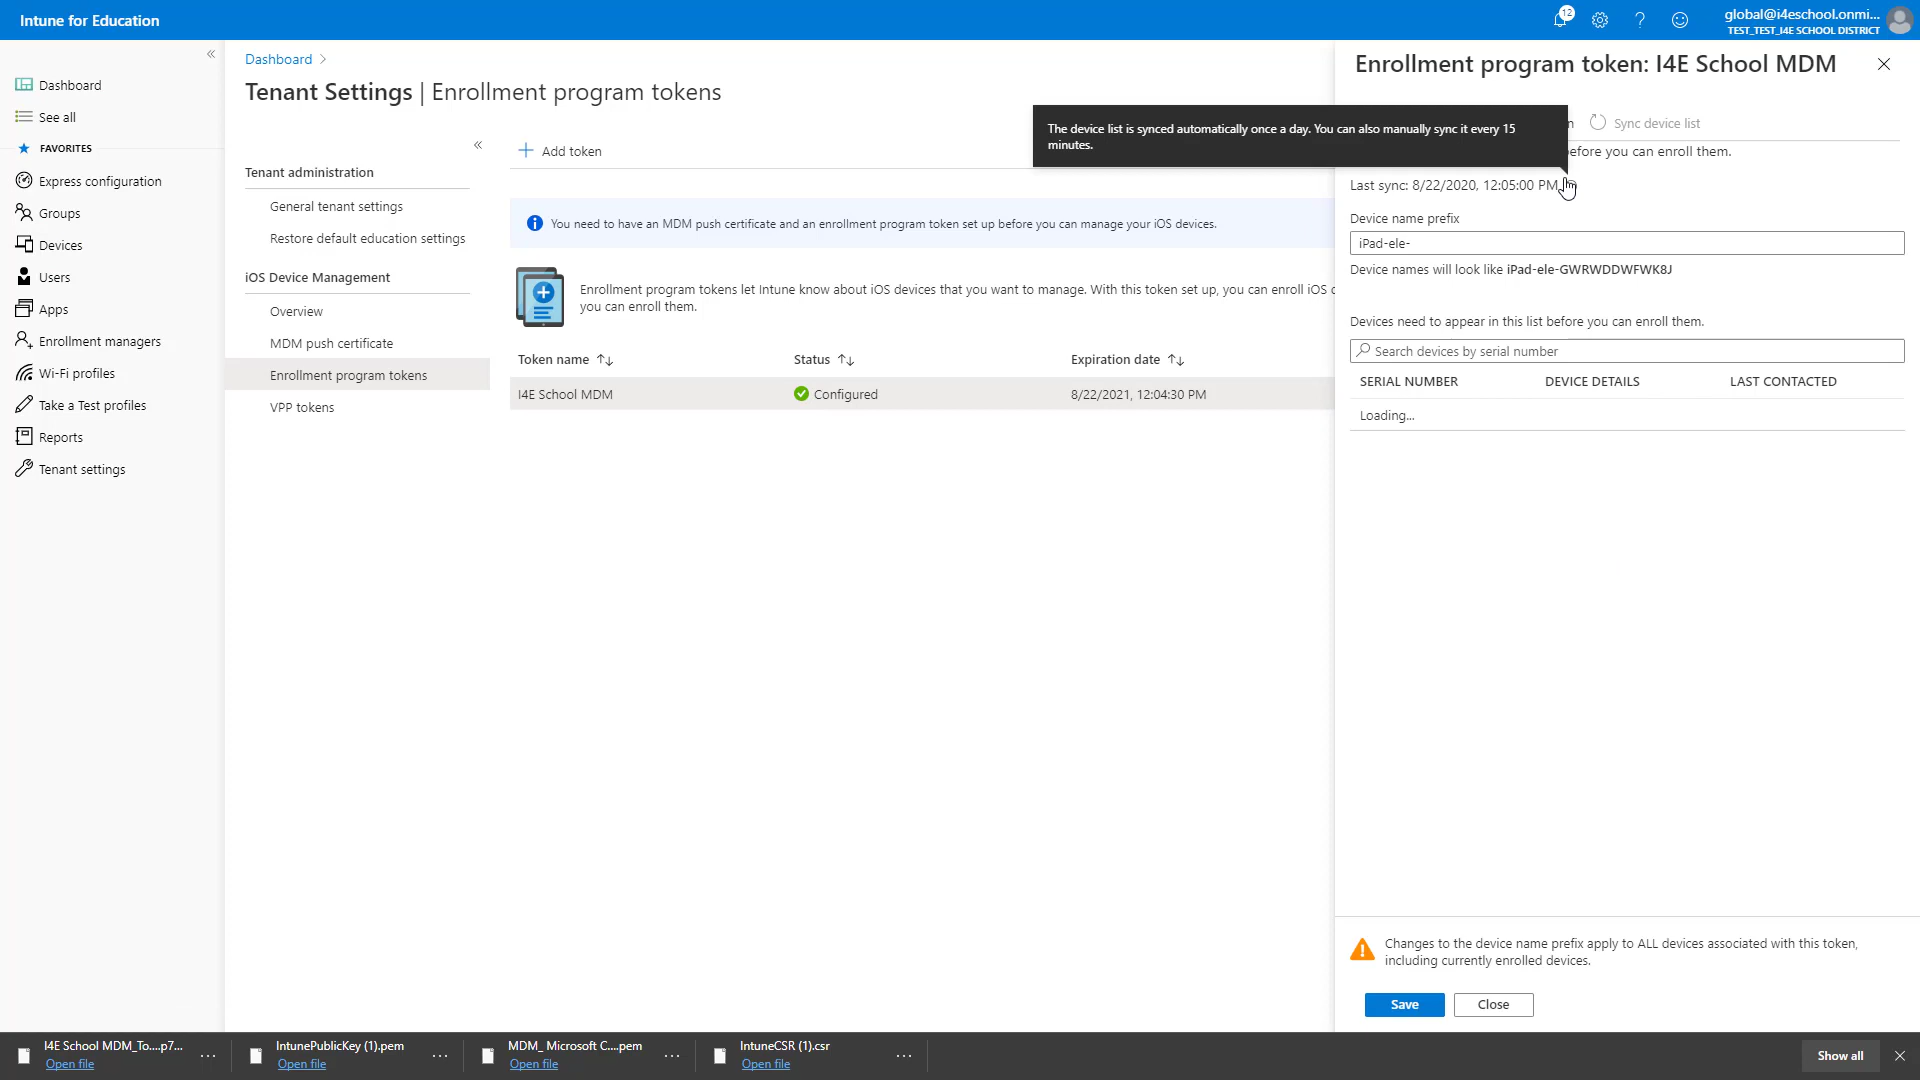 Intune for Education
12
global@i4eschool.onmi...
TEST_TEST_I4E SCHOOL DISTRICT
Dashboard
See all
FAVORITES
Express configuration
Groups
Devices
Users
Apps
Enrollment managers
Wi-Fi profiles
Take a Test profiles
Reports
Tenant settings
Dashboard
Tenant Settings | Enrollment program tokens
Tenant administration
General tenant settings
Restore default education settings
iOS Device Management
Overview
MDM push certificate
Enrollment program tokens
VPP tokens
Add token
You need to have an MDM push certificate and an enrollment program token set up before you can manage your iOS devices.
Enrollment program tokens let Intune know about iOS devices that you want to manage. With this token set up, you can enroll iOS
you can enroll them.
Token name
Status
Expiration date
I4E School MDM
Configured
8/22/2021, 12:04:30 PM
Enrollment program token: I4E School MDM
The device list is synced automatically once a day. You can also manually sync it every 15
minutes.
Sync device list
before you can enroll them.
Last sync: 8/22/2020, 12:05:00 PM
Device name prefix
iPad-ele-
Device names will look like iPad-ele-GWRWDDWFWK8J
Devices need to appear in this list before you can enroll them.
Search devices by serial number
SERIAL NUMBER
DEVICE DETAILS
LAST CONTACTED
Loading...
Changes to the device name prefix apply to ALL devices associated with this token,
including currently enrolled devices.
Save
Close
I4E School MDM_To....p7...
Open file
IntunePublicKey (1).pem
Open file
MDM_ Microsoft C....pem
Open file
IntuneCSR (1).csr
Open file
Show all